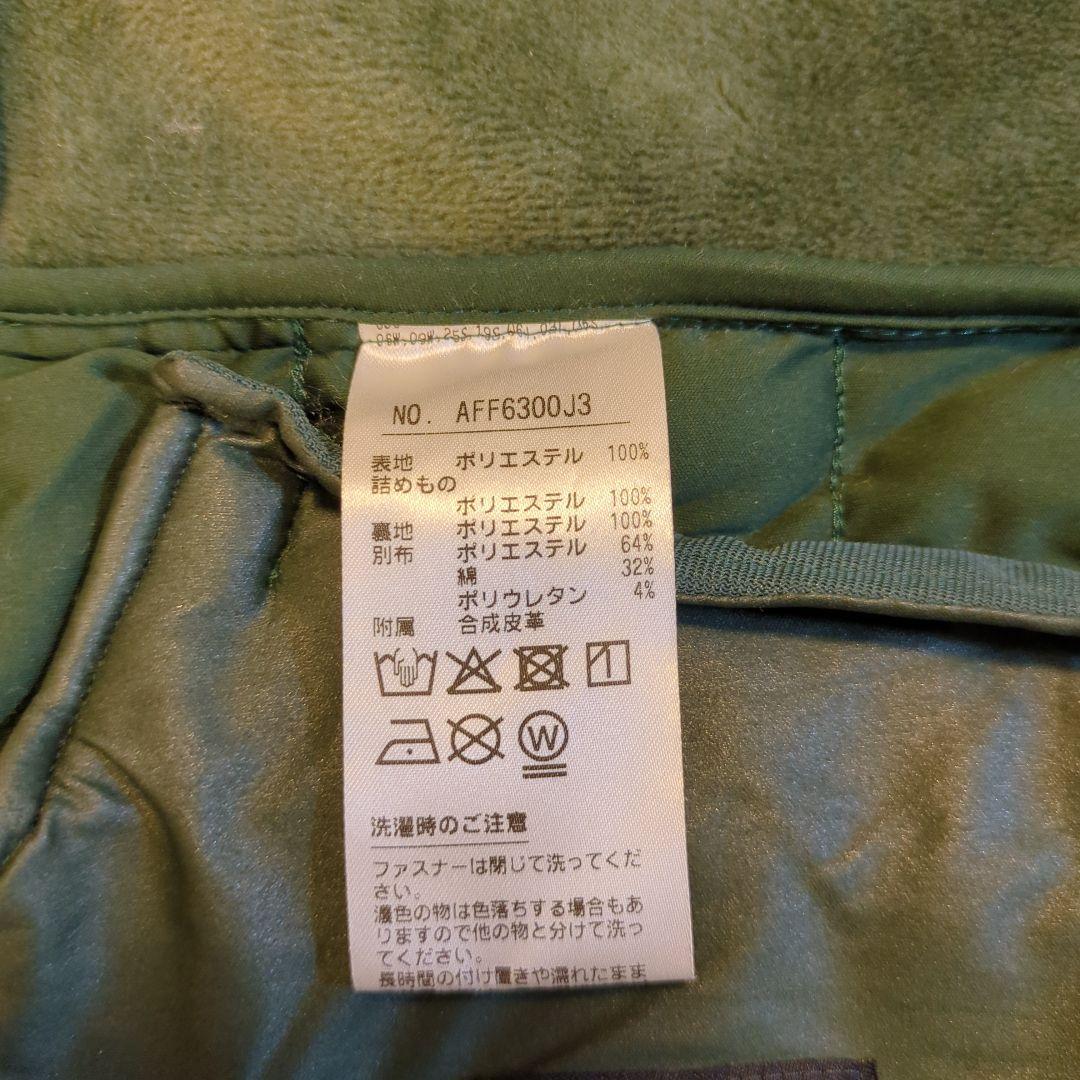 NO. AFF6300J3
表地 ポリエステル 100%
詰めもの
ポリエステル 100%
裏地 ポリエステル 100%
別布 ポリエステル 64%
綿 32%
ポリウレタン 4%
附属 合成皮革
W
洗濯時のご注意
ファスナーは閉じて洗ってくだ
さい。
濃色の物は色落ちする場合もあ
りますので他の物と分けて洗っ
てください。
長時間の付け置きや濡れたまま